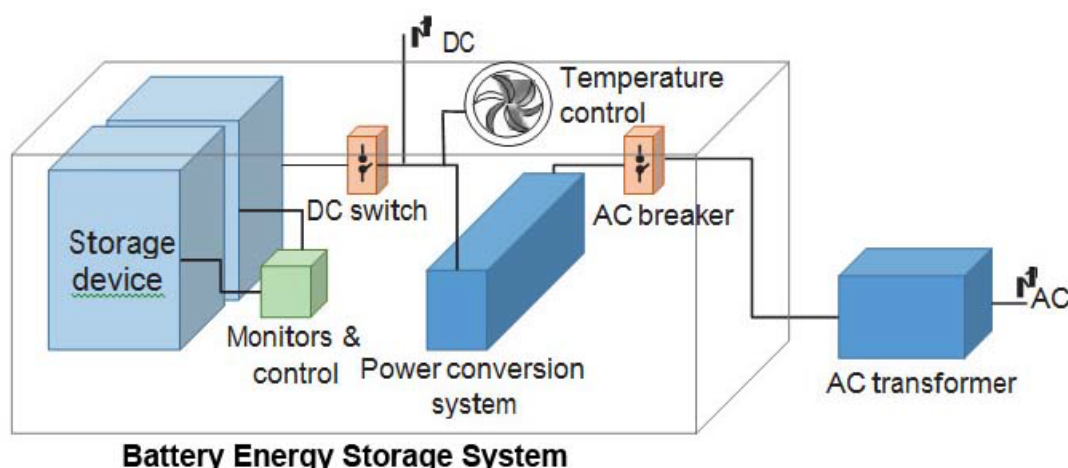 DC
Temperature
control
DC switch
AC breaker
Storage
device
Monitors &
control
Power conversion
system
AC
AC transformer
Battery Energy Storage System